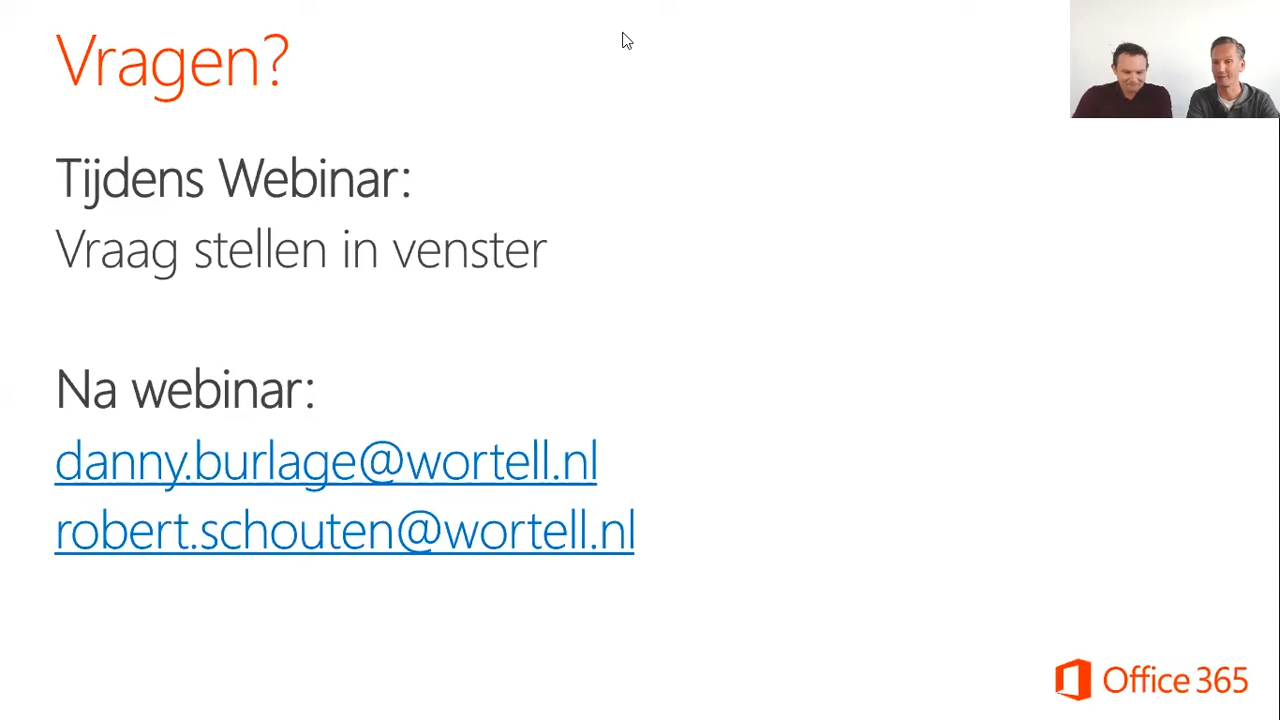 Vragen?
Tijdens Webinar:
Vraag stellen in venster
Na webinar:
danny.burlage@wortell.nl
robert.schouten@wortell.nl
Office 365